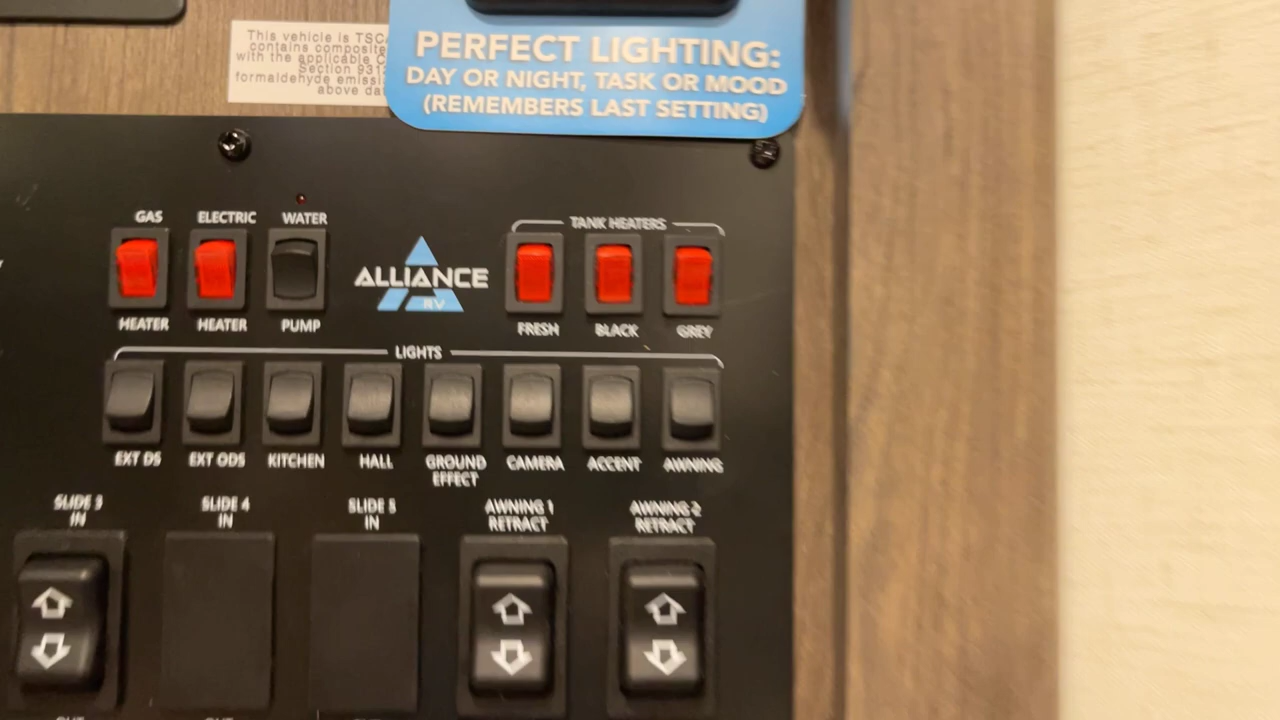 This vehicle is TSCA
contains composite
with the applicable C
Section 9312
formaldehyde emissi
above dat
PERFECT LIGHTING:
DAY OR NIGHT, TASK OR MOOD
(REMEMBERS LAST SETTING)
GAS ELECTRIC WATER
TANK HEATERS
ALLIANCE
RV
HEATER HEATER PUMP
FRESH BLACK GREY
LIGHTS
EXT DS EXT ODS KITCHEN HALL GROUND EFFECT CAMERA ACCENT AWNING
SLIDE 3 SLIDE 4 SLIDE 5 AWNING 1 AWNING 2
IN IN IN RETRACT RETRACT